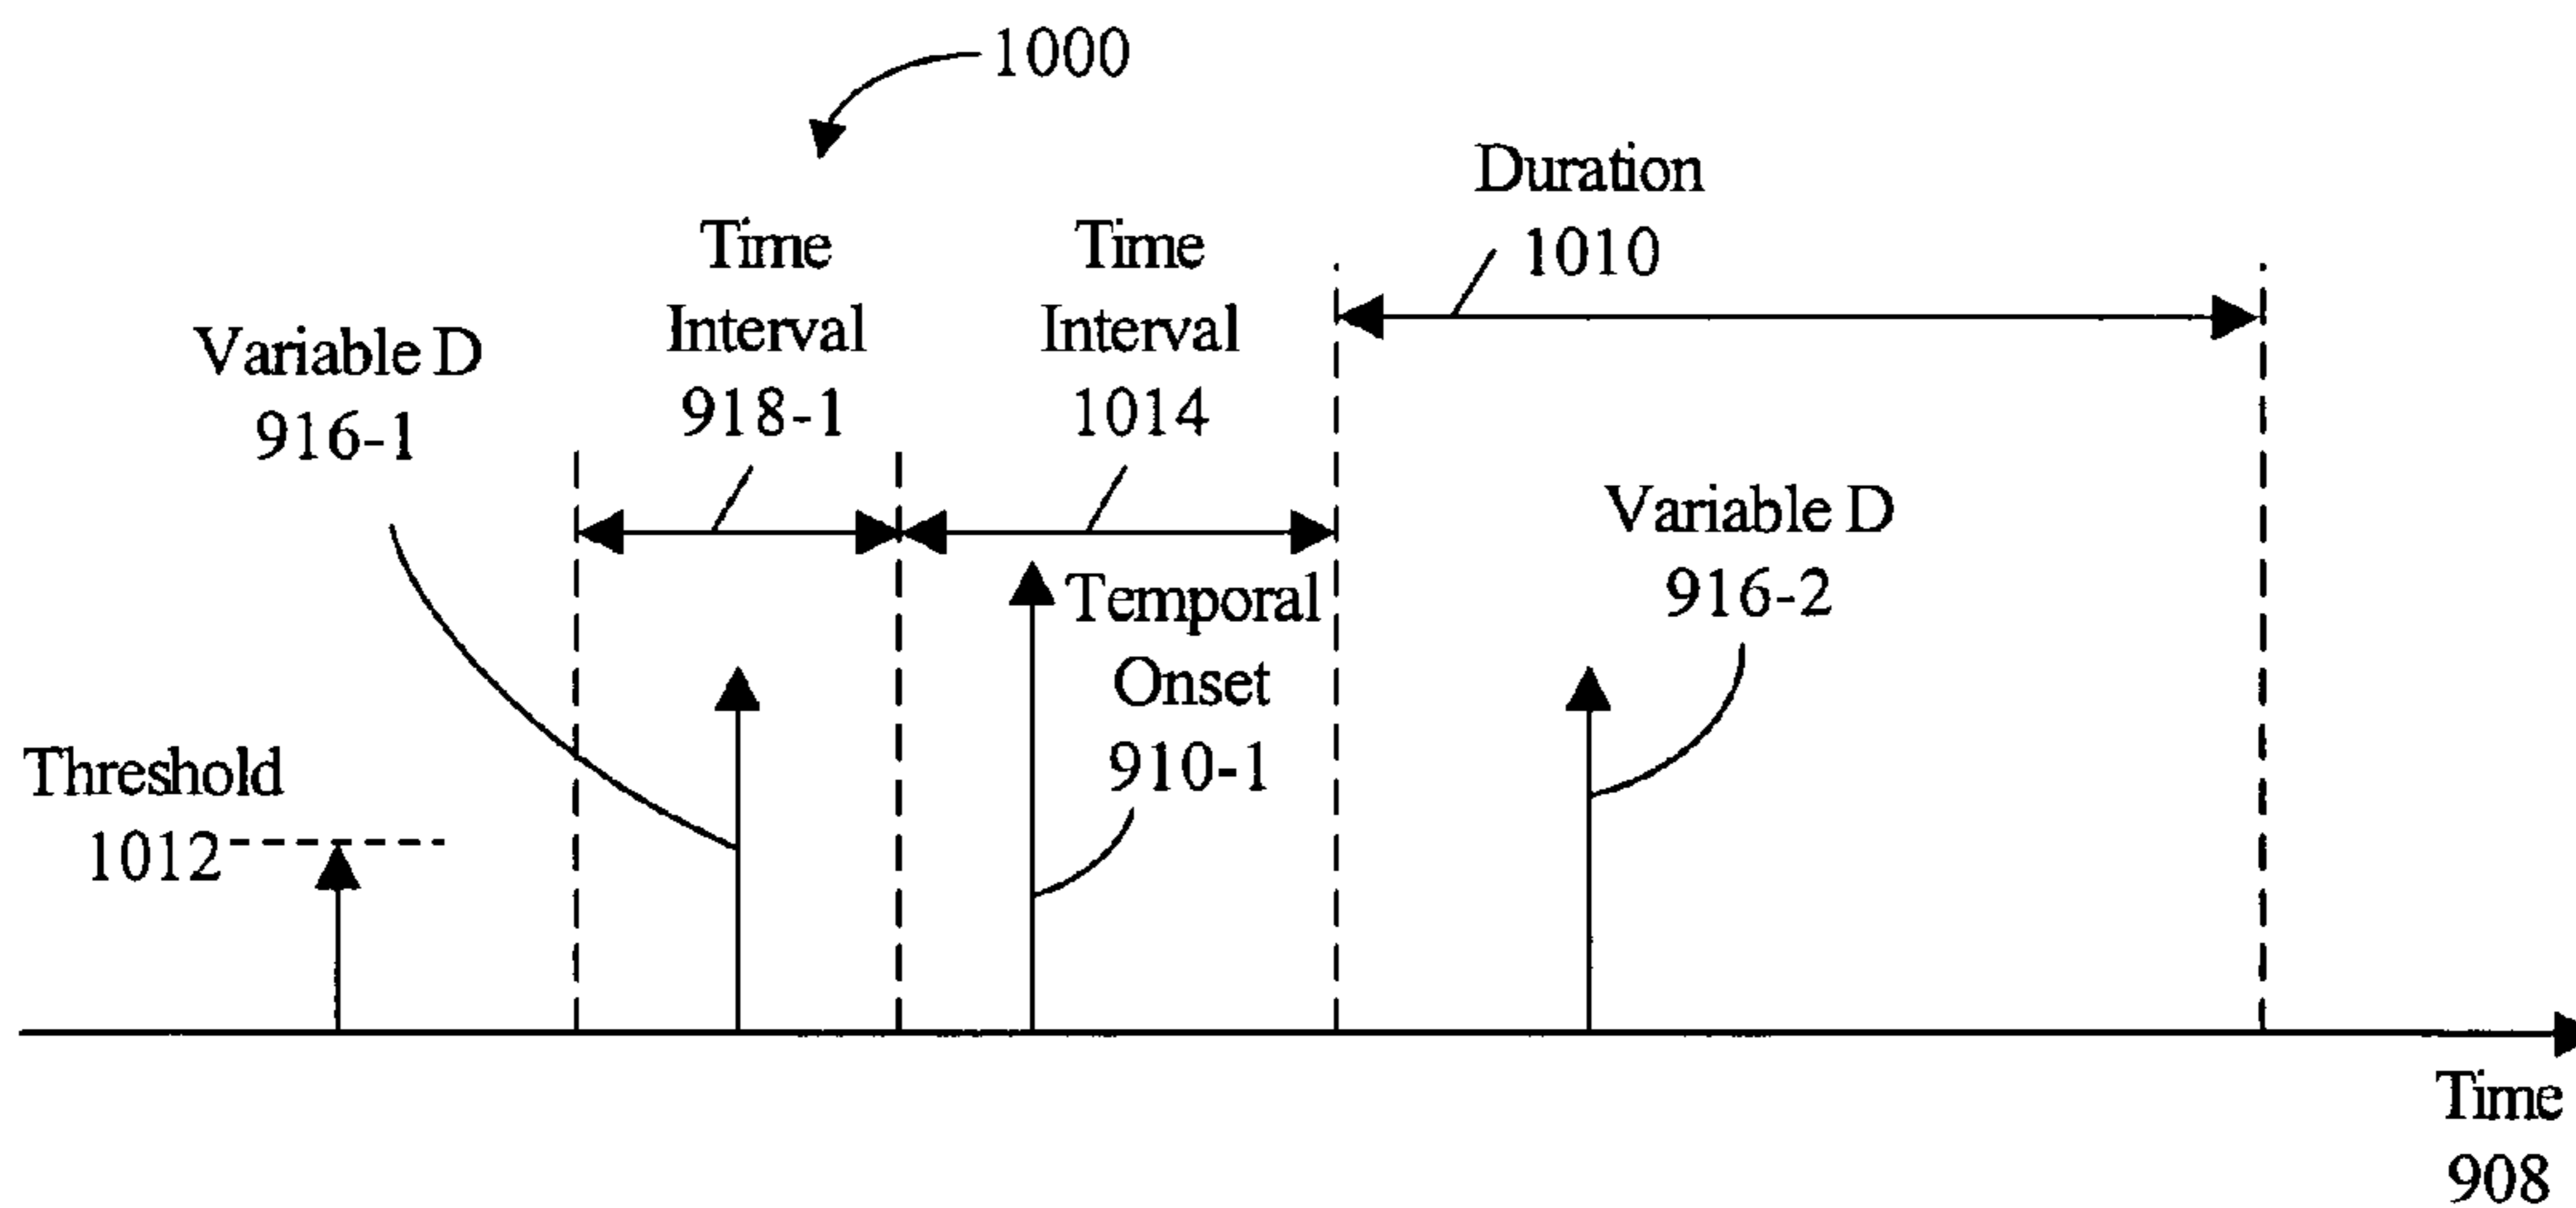 1000
Duration
1010
Time
Interval
918-1
Time
Interval
1014
Variable D
916-1
Variable D
916-2
Temporal
Onset
910-1
Threshold
1012
Time
908